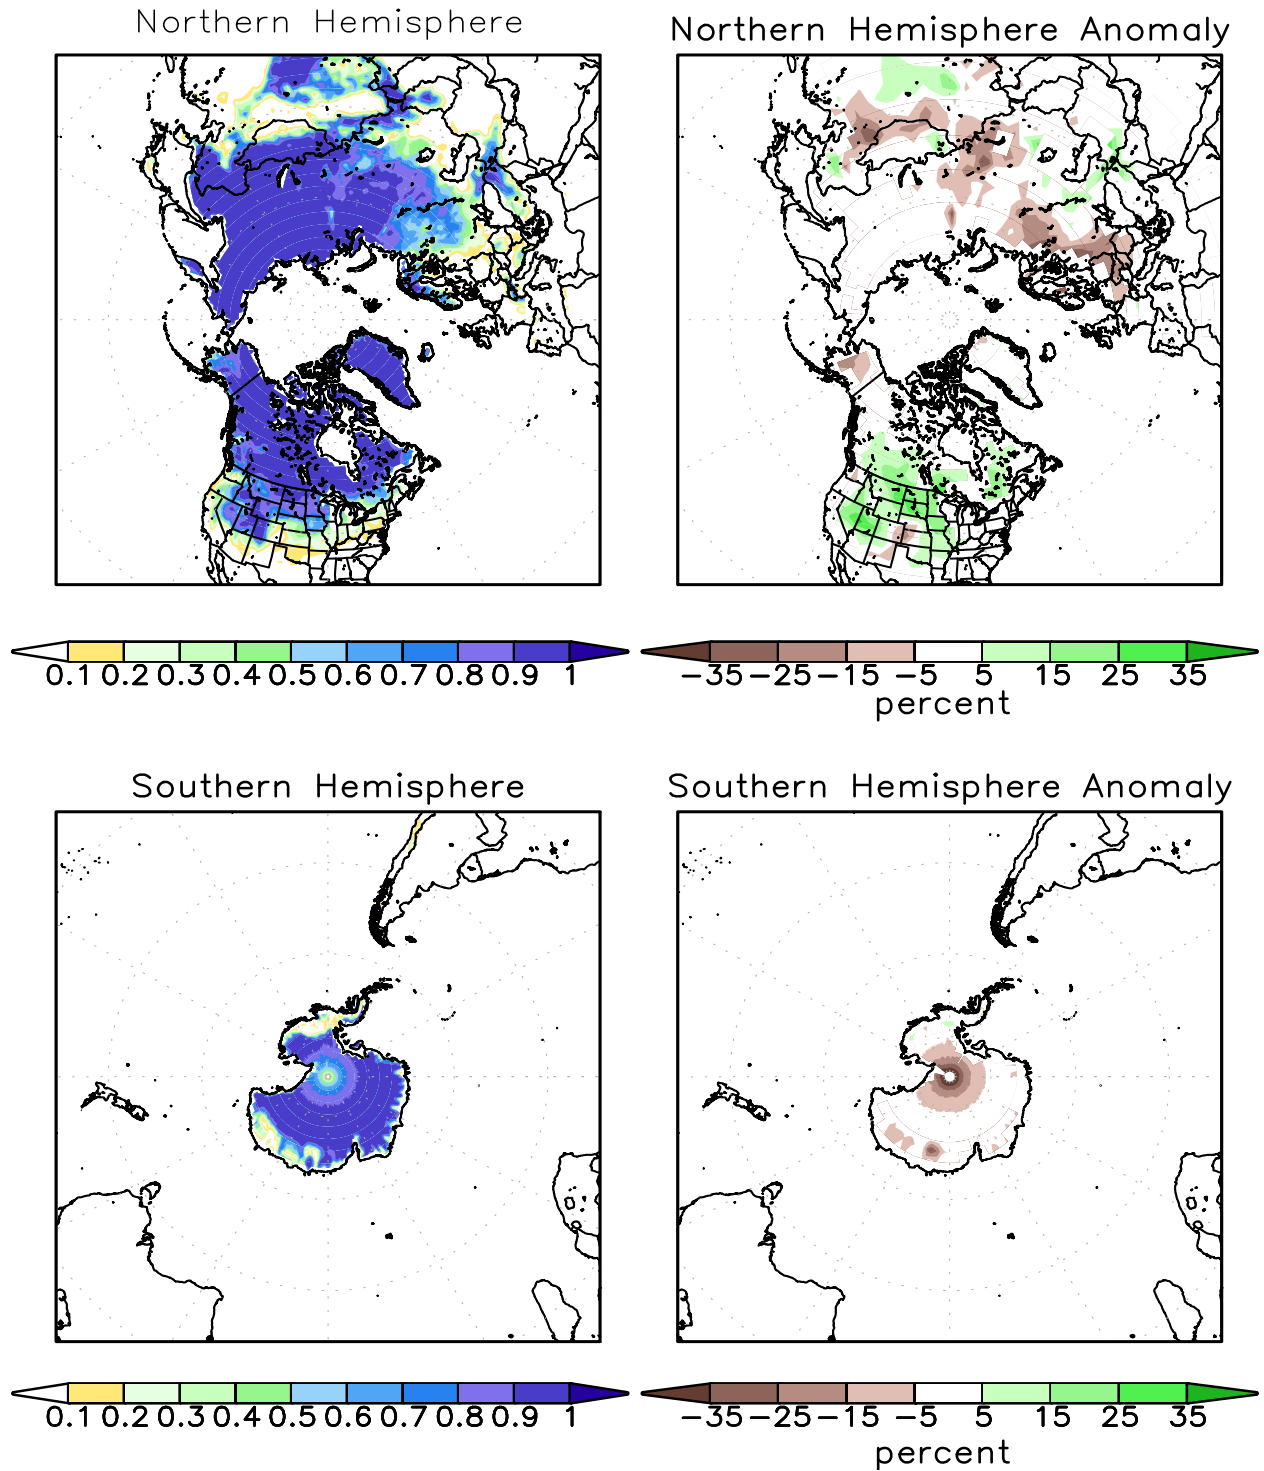 Northern Hemisphere
Northern Hemisphere Anomaly
0.1 0.2 0.3 0.4 0.5 0.6 0.7 0.8 0.9 1
-35 -25 -15 -5 5 15 25 35
percent
Southern Hemisphere
Southern Hemisphere Anomaly
0.1 0.2 0.3 0.4 0.5 0.6 0.7 0.8 0.9 1
-35 -25 -15 -5 5 15 25 35
percent